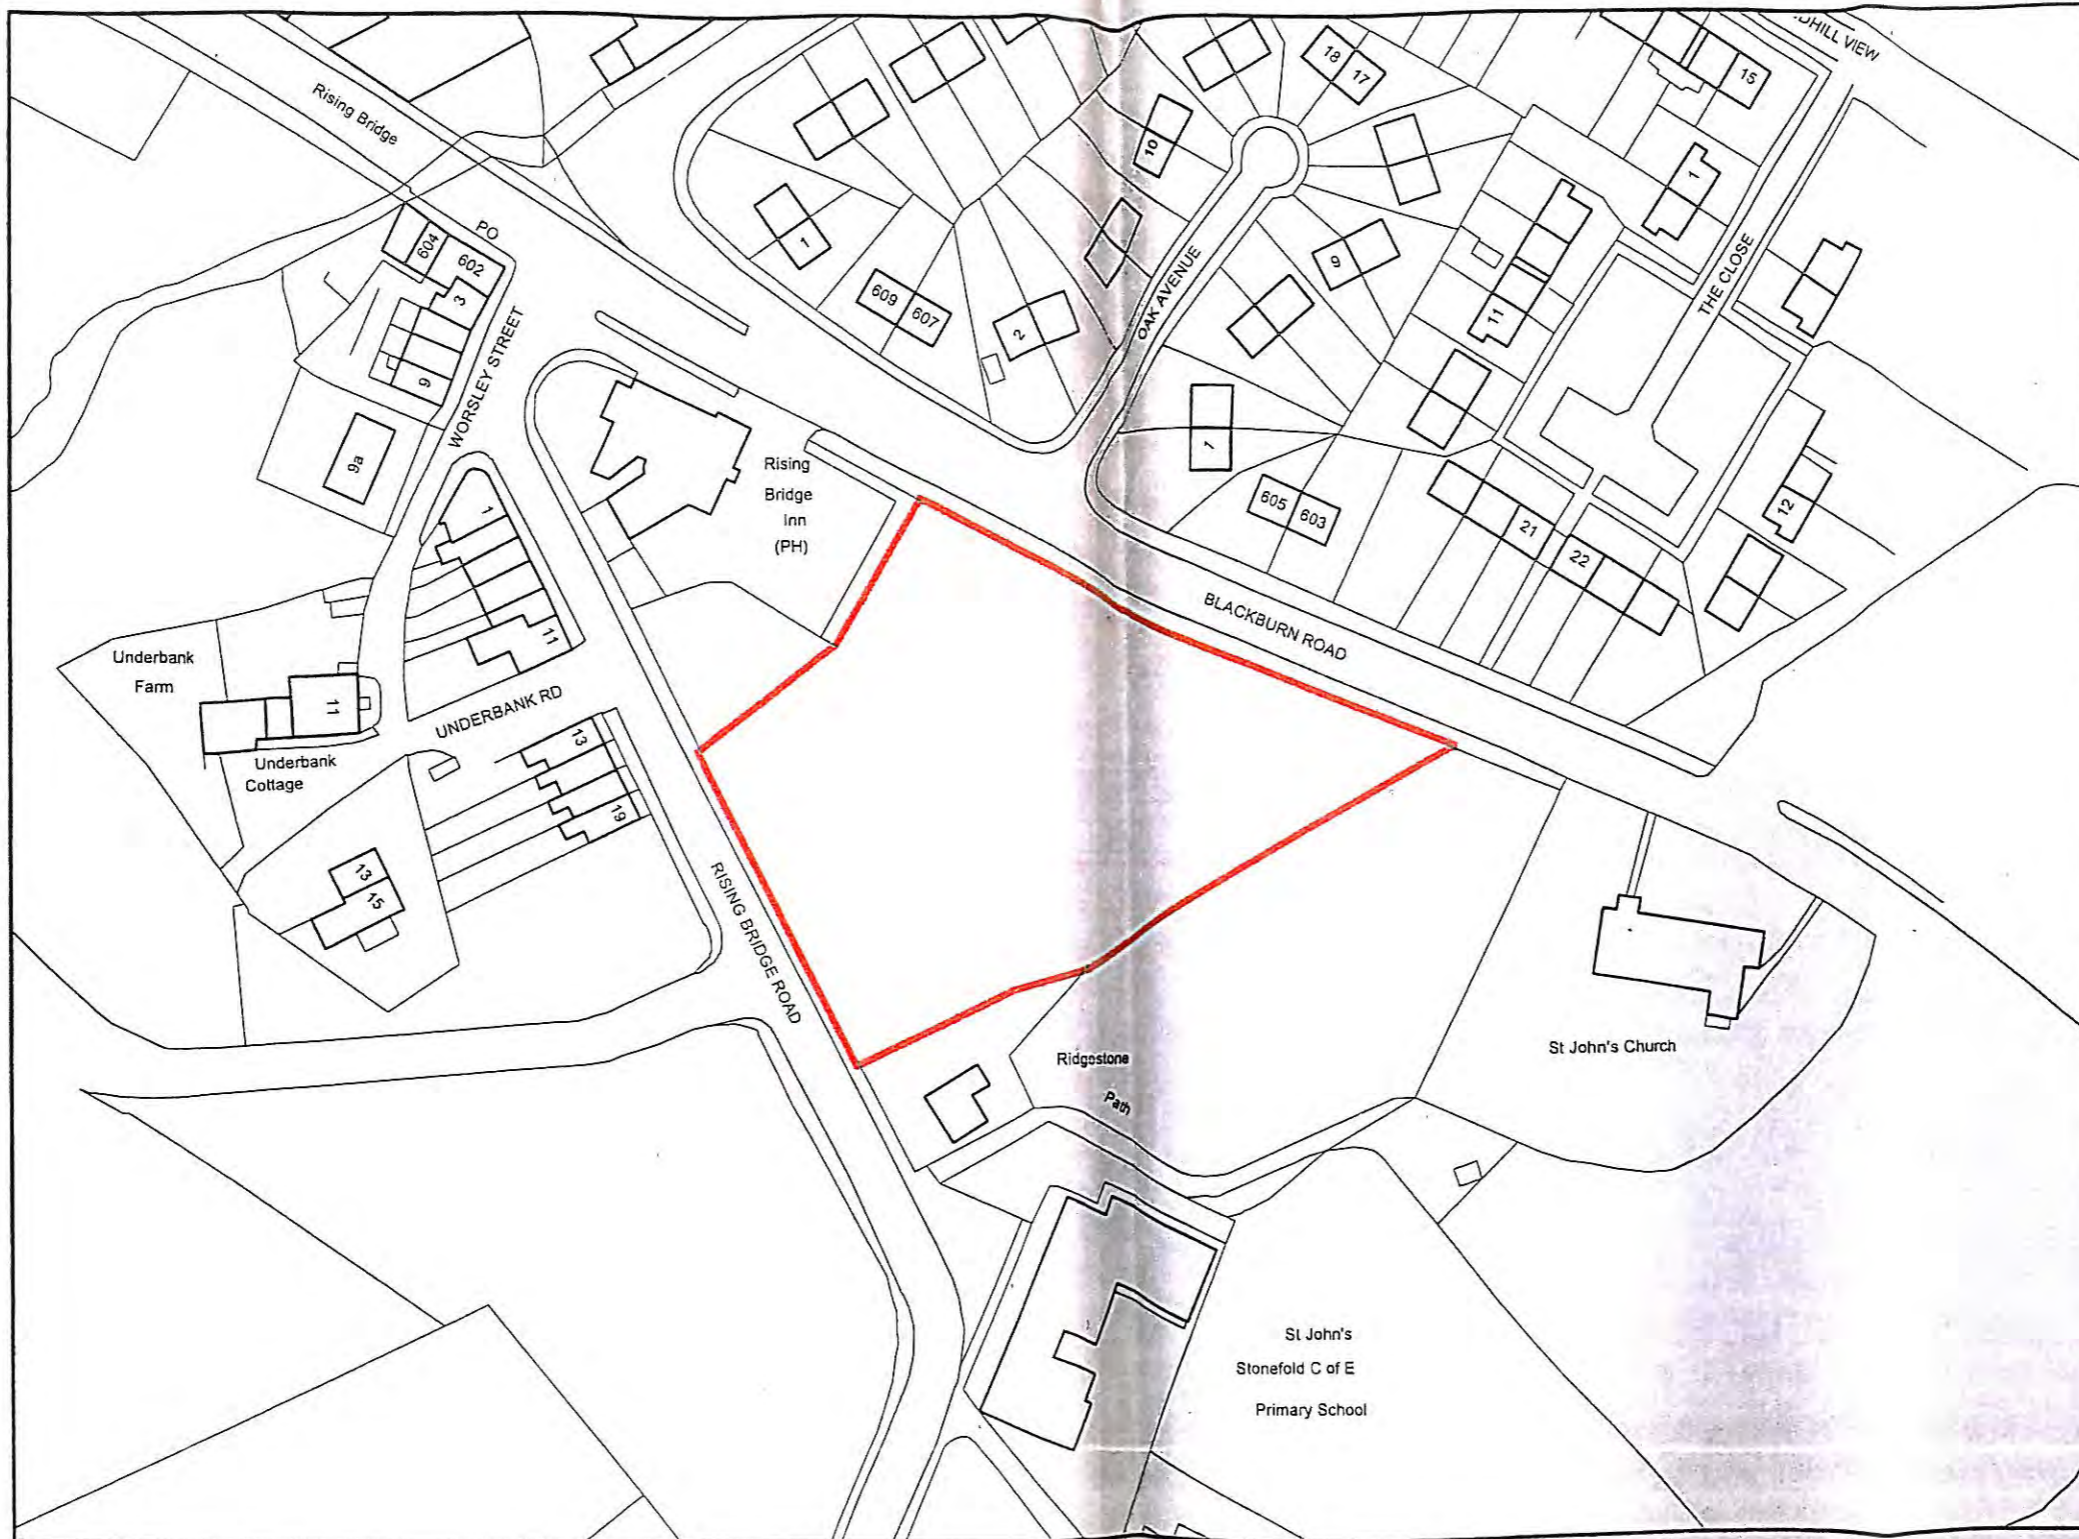 DHILL VIEW
18
17
15
Rising Bridge
10
1
PO
604
602
1
9
THE CLOSE
3
609
607
2
OAK AVENUE
11
WORSLEY STREET
9
9a
1
Rising
Bridge
Inn
(PH)
605
603
21
22
12
1
11
BLACKBURN ROAD
Underbank
Farm
11
UNDERBANK RD
Underbank
Cottage
13
19
13
15
RISING BRIDGE ROAD
St John's Church
Ridgestone
Path
St John's
Stonefold C of E
Primary School